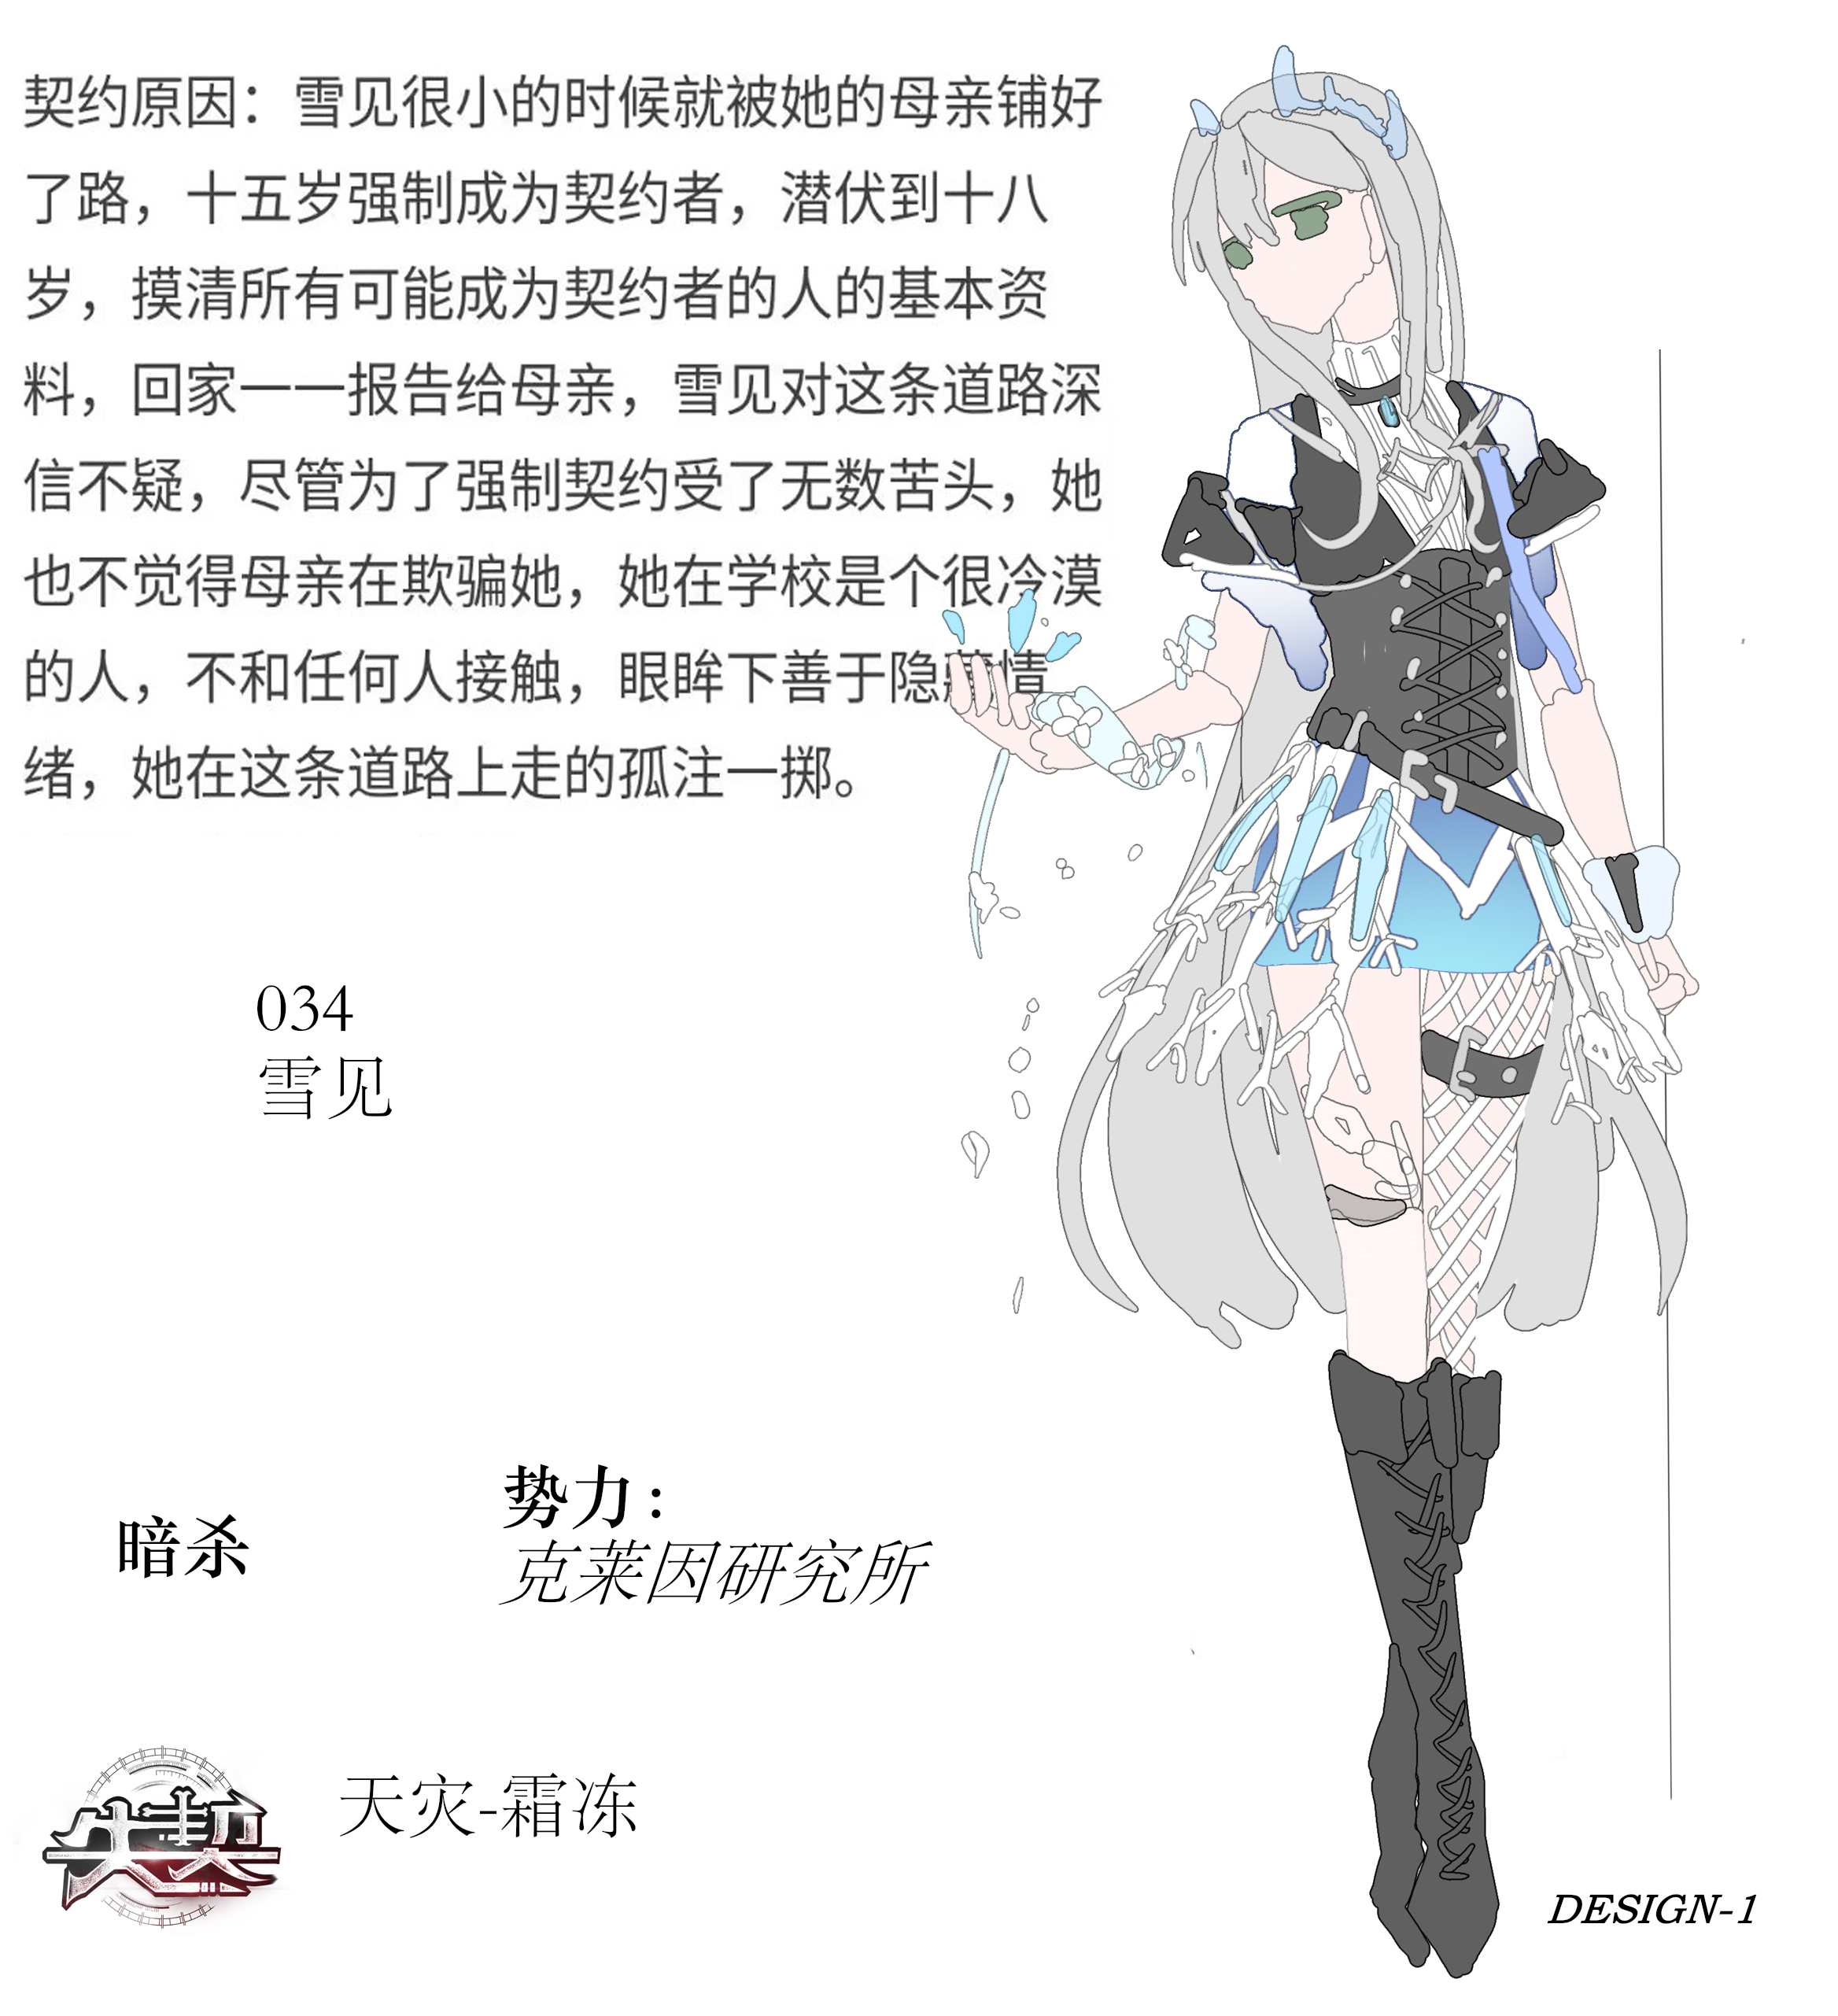 契约原因：雪见很小的时候就被她的母亲铺好
了路，十五岁强制成为契约者，潜伏到十八
岁，摸清所有可能成为契约者的人的基本资
料，回家一一报告给母亲，雪见对这条道路深
信不疑，尽管为了强制契约受了无数苦头，她
也不觉得母亲在欺骗她，她在学校是个很冷漠
的人，不和任何人接触，眼眸下善于隐藏情
绪，她在这条道路上走的孤注一掷。
034
雪见
势力：
暗杀
克莱因研究所
失契
天灾-霜冻
DESIGN-1